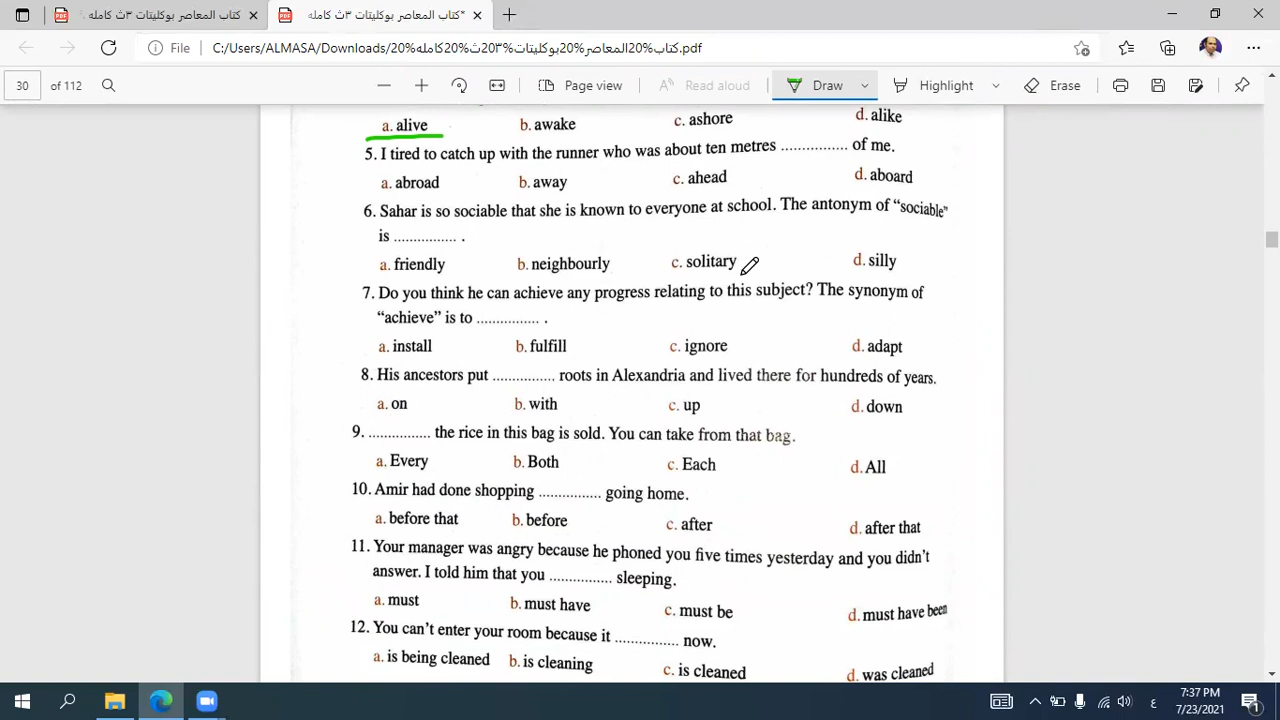 كتاب المعاصر بوكليتات ٣ث كامله
كتاب المعاصر بوكليتات ٣ث كامله*
File C:/Users/ALMASA/Downloads/كتاب%20المعاصر%20بوكليتات%20٣ث%20كامله.pdf
30 of 112 Page view Read aloud Draw Highlight Erase
a. alive b. awake c. ashore d. alike
5. I tired to catch up with the runner who was about ten metres ............... of me.
a. abroad b. away c. ahead d. aboard
6. Sahar is so sociable that she is known to everyone at school. The antonym of "sociable"
is ............... .
a. friendly b. neighbourly c. solitary d. silly
7. Do you think he can achieve any progress relating to this subject? The synonym of
"achieve" is to ............... .
a. install b. fulfill c. ignore d. adapt
8. His ancestors put ............... roots in Alexandria and lived there for hundreds of years.
a. on b. with c. up d. down
9. ............... the rice in this bag is sold. You can take from that bag.
a. Every b. Both c. Each d. All
10. Amir had done shopping ............... going home.
a. before that b. before c. after d. after that
11. Your manager was angry because he phoned you five times yesterday and you didn't
answer. I told him that you ............... sleeping.
a. must b. must have c. must be d. must have been
12. You can't enter your room because it ............... now.
a. is being cleaned b. is cleaning c. is cleaned d. was cleaned
ع 7:37 PM
7/23/2021
1